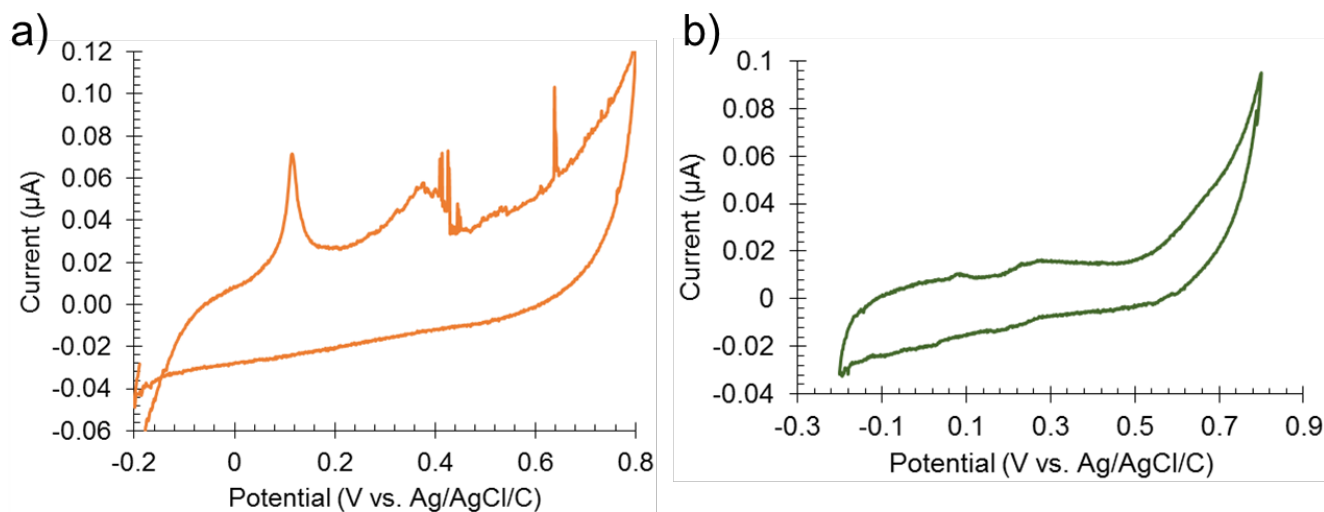 a)
0.12
0.10
0.08
0.06
0.04
0.02
0.00
-0.02
-0.04
-0.06
Current (µA)
-0.2 0 0.2 0.4 0.6 0.8
Potential (V vs. Ag/AgCl/C)
b)
0.1
0.08
0.06
0.04
0.02
0
-0.02
-0.04
Current (µA)
-0.3 -0.1 0.1 0.3 0.5 0.7 0.9
Potential (V vs. Ag/AgCl/C)